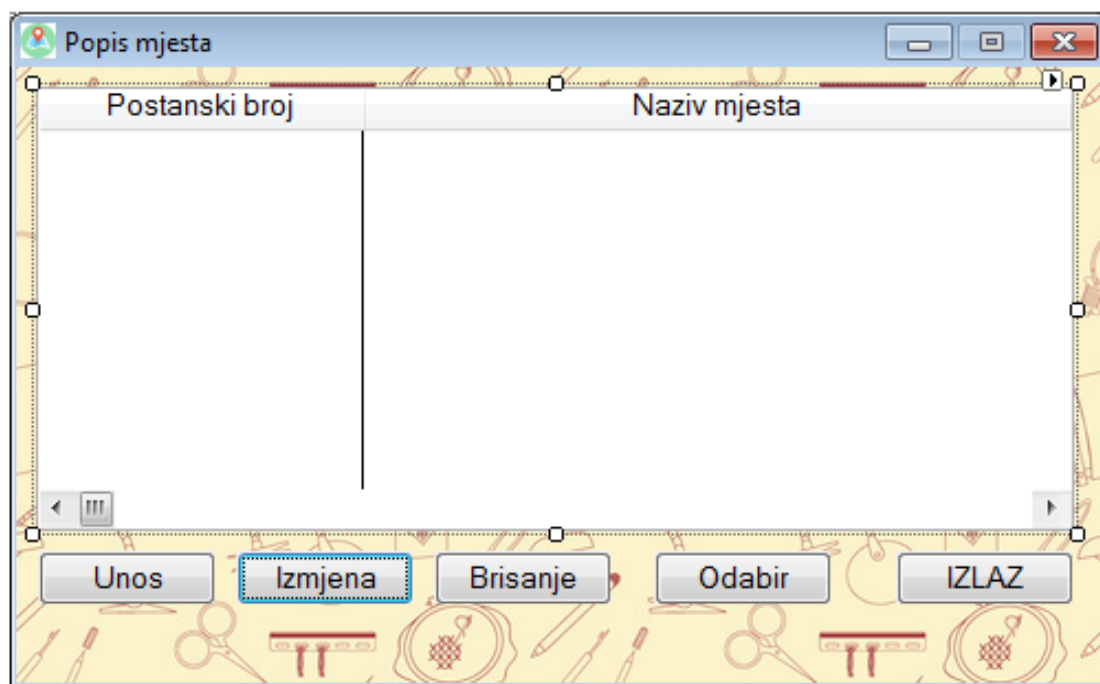 Popis mjesta
Postanski broj Naziv mjesta
Unos Izmjena Brisanje Odabir IZLAZ